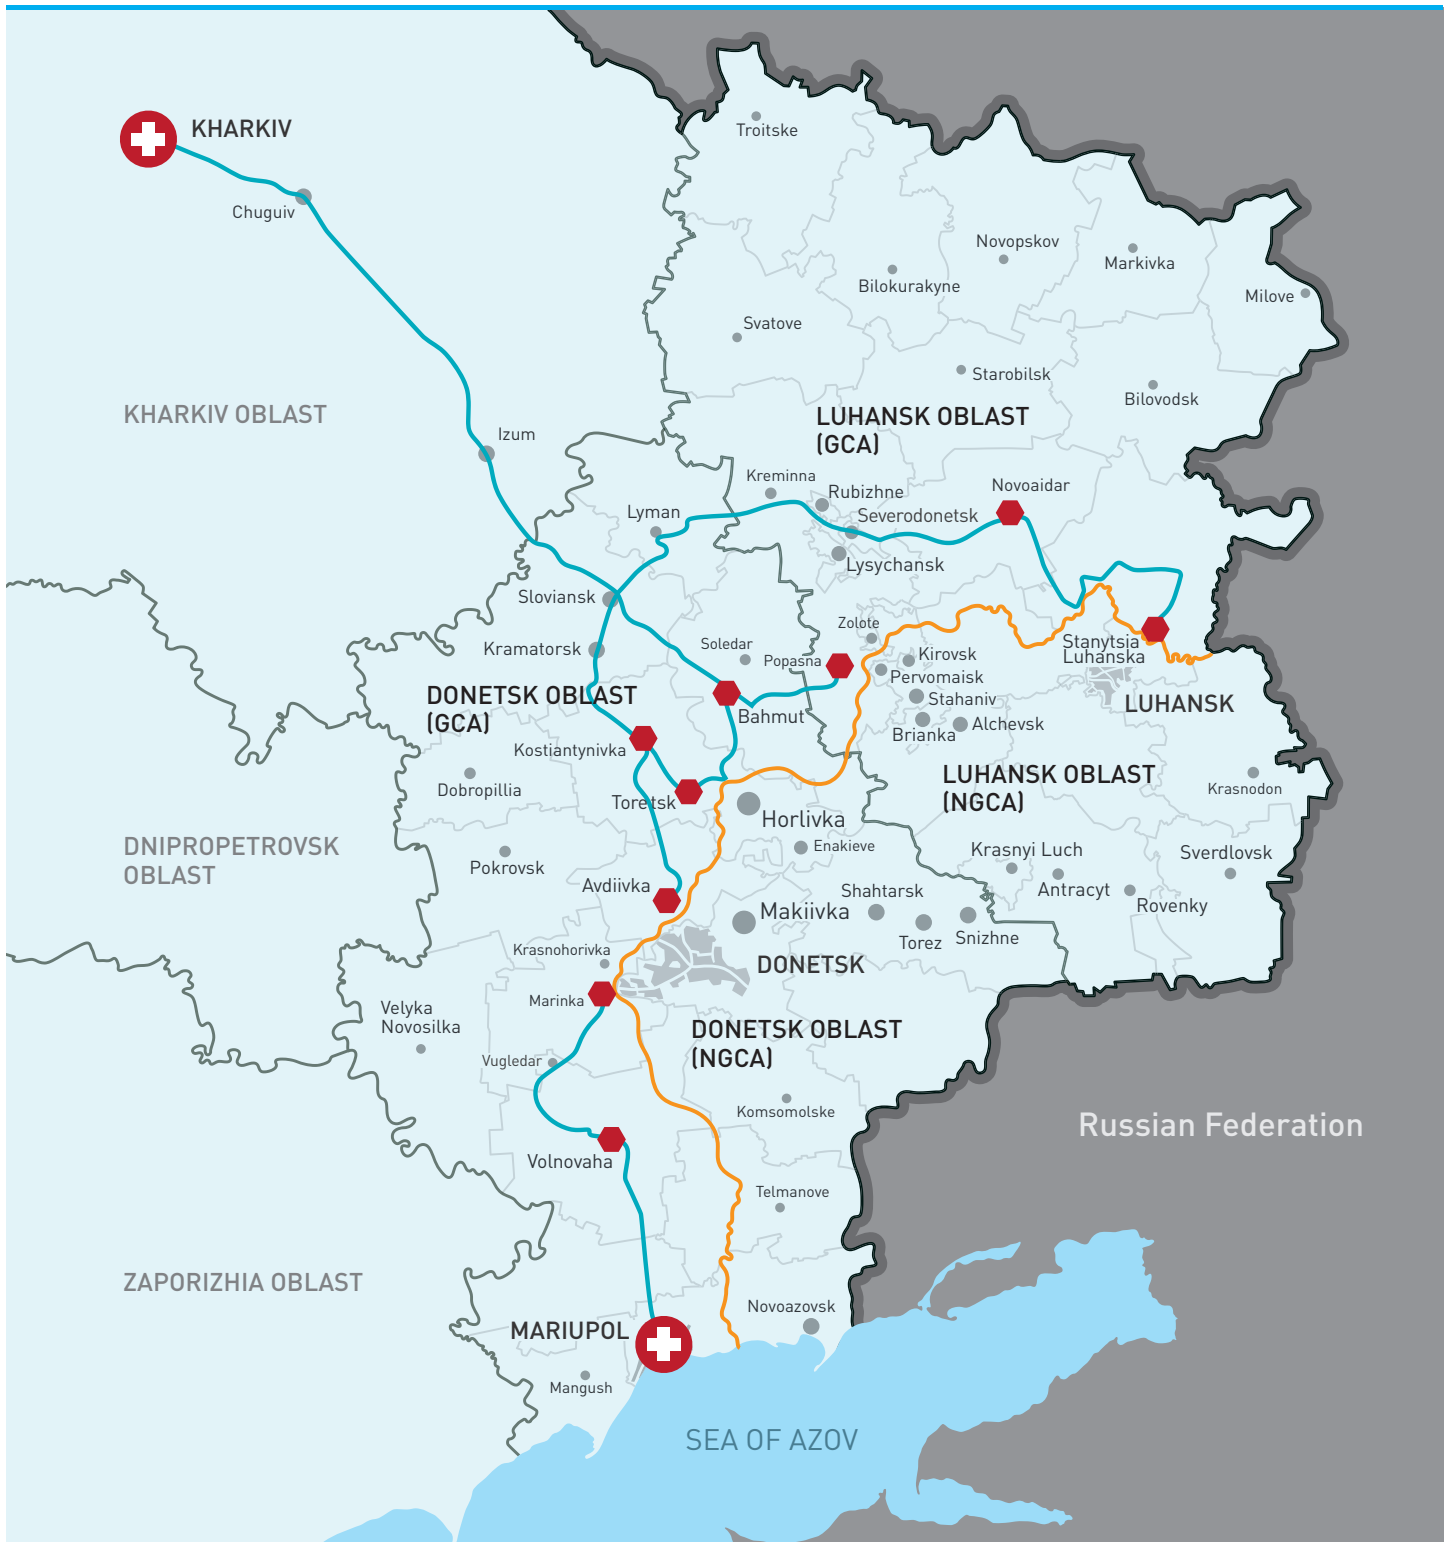 KHARKIV
Troitske
Chuguiv
Novopskov
Markivka
Bilokurakyne
Milove
Svatove
Starobilsk
Bilovodsk
KHARKIV OBLAST
LUHANSK OBLAST
(GCA)
Izum
Kreminna
Rubizhne
Novoaidar
Lyman
Severodonetsk
Lysychansk
Sloviansk
Zolote
Kramatorsk
Soledar
Popasna
Kirovsk
Stanytsia
Luhanska
Pervomaisk
DONETSK OBLAST
(GCA)
Stahaniv
LUHANSK
Bahmut
Alchevsk
Brianka
Kostiantynivka
LUHANSK OBLAST
(NGCA)
Dobropillia
Krasnodon
Toretsk
Horlivka
DNIPROPETROVSK
OBLAST
Enakieve
Krasnyi Luch
Sverdlovsk
Pokrovsk
Avdiivka
Shahtarsk
Antracyt
Rovenky
Makiivka
Torez
Snizhne
Krasnohorivka
DONETSK
Marinka
Velyka
Novosilka
DONETSK OBLAST
(NGCA)
Vugledar
Komsomolske
Russian Federation
Volnovaha
Telmanove
ZAPORIZHIA OBLAST
Novoazovsk
MARIUPOL
Mangush
SEA OF AZOV